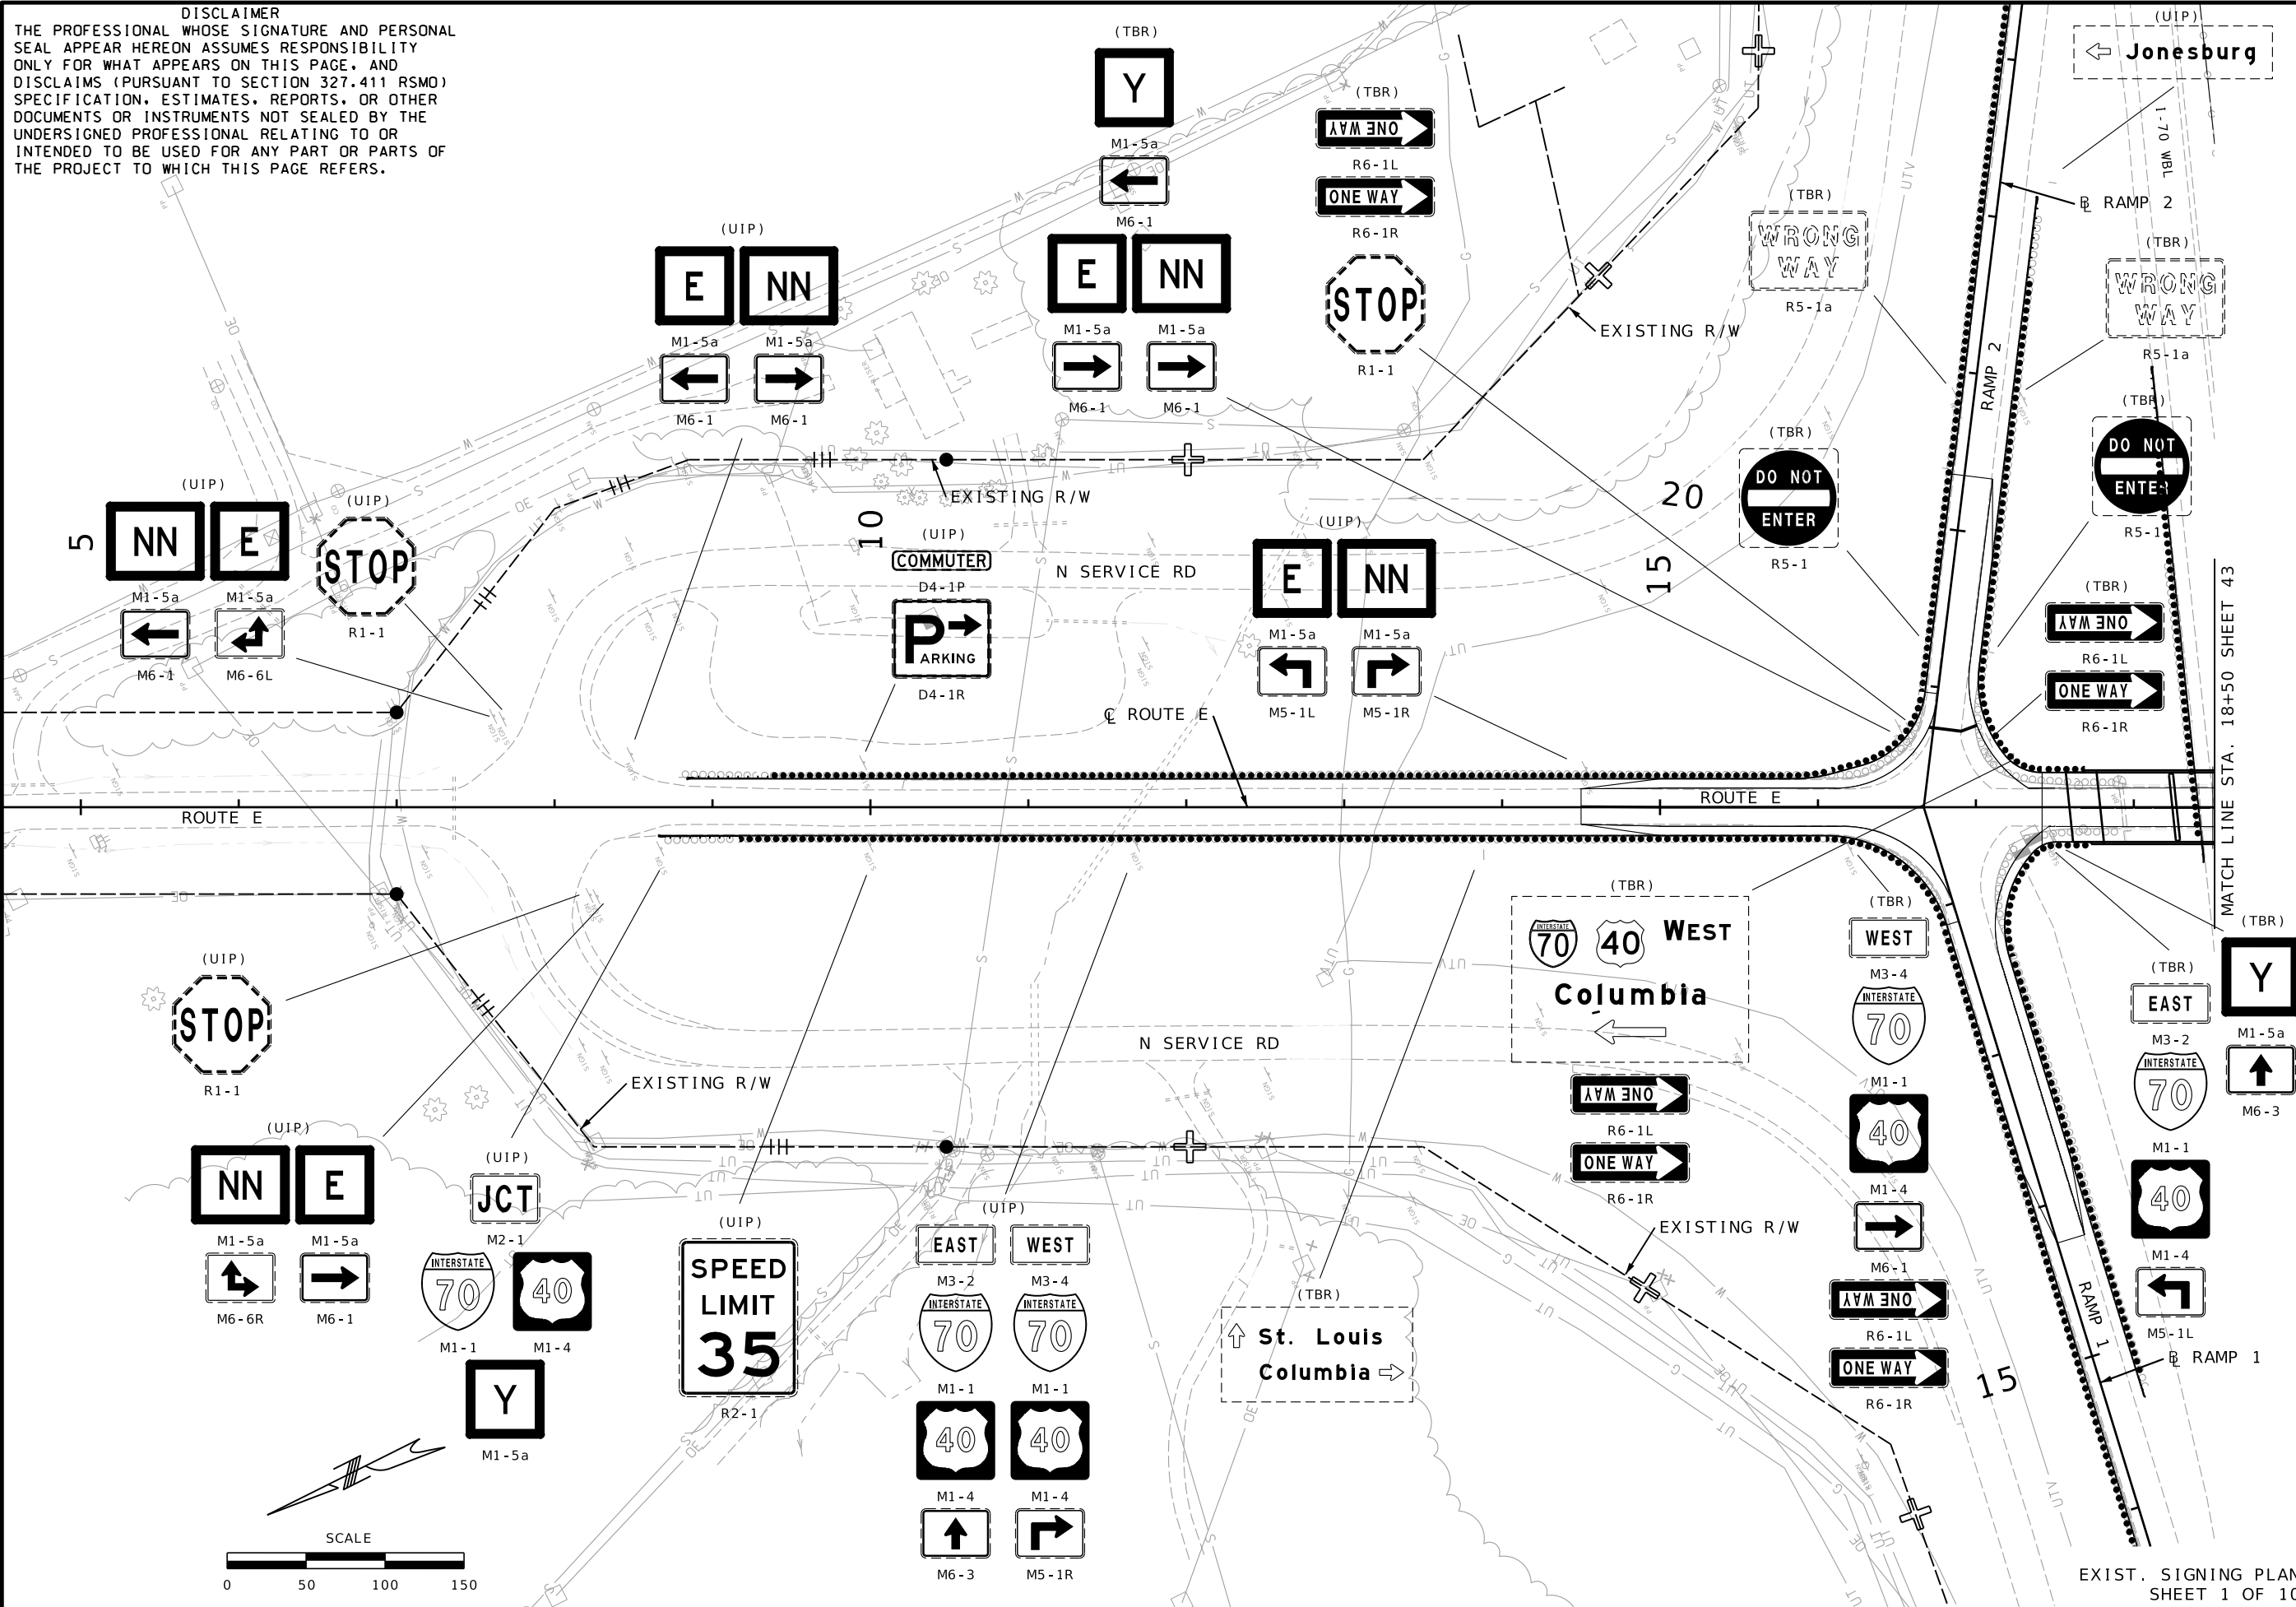 DISCLAIMER
THE PROFESSIONAL WHOSE SIGNATURE AND PERSONAL
SEAL APPEAR HEREON ASSUMES RESPONSIBILITY
ONLY FOR WHAT APPEARS ON THIS PAGE, AND
DISCLAIMS (PURSUANT TO SECTION 327.411 RSMO)
SPECIFICATION, ESTIMATES, REPORTS, OR OTHER
DOCUMENTS OR INSTRUMENTS NOT SEALED BY THE
UNDERSIGNED PROFESSIONAL RELATING TO OR
INTENDED TO BE USED FOR ANY PART OR PARTS OF
THE PROJECT TO WHICH THIS PAGE REFERS.
(TBR)
Y
M1-5a
M6-1
E NN
M1-5a M1-5a
M6-1 M6-1
(TBR)
ONE WAY
R6-1L
ONE WAY
R6-1R
STOP
R1-1
(UIP)
Jonesburg
I-70 WBL
℄ RAMP 2
(TBR)
WRONG
WAY
R5-1a
(TBR)
WRONG
WAY
R5-1a
RAMP 2
EXISTING R/W
(UIP)
E NN
M1-5a M1-5a
M6-1 M6-1
EXISTING R/W
(TBR)
DO NOT
ENTER
R5-1
(TBR)
DO NOT
ENTER
R5-1
20
15
10
5
(UIP)
NN E
M1-5a M1-5a
M6-1 M6-6L
(UIP)
STOP
R1-1
(UIP)
COMMUTER
D4-1P
P
ARKING
D4-1R
N SERVICE RD
(UIP)
E NN
M1-5a M1-5a
M5-1L M5-1R
℄ ROUTE E
(TBR)
ONE WAY
R6-1L
ONE WAY
R6-1R
MATCH LINE STA. 18+50 SHEET 43
ROUTE E
ROUTE E
(UIP)
STOP
R1-1
(TBR)
INTERSTATE
70 40 WEST
Columbia
ONE WAY
R6-1L
ONE WAY
R6-1R
(TBR)
WEST
M3-4
INTERSTATE
70
M1-1
40
M1-4
M6-1
ONE WAY
R6-1L
ONE WAY
R6-1R
(TBR)
EAST
M3-2
INTERSTATE
70
M1-1
40
M1-4
M5-1L
(TBR)
Y
M1-5a
M6-3
N SERVICE RD
EXISTING R/W
(UIP)
NN E
M1-5a M1-5a
M6-6R M6-1
(UIP)
JCT
M2-1
INTERSTATE
70 40
M1-1 M1-4
Y
M1-5a
(UIP)
SPEED
LIMIT
35
R2-1
(UIP)
EAST WEST
M3-2 M3-4
INTERSTATE INTERSTATE
70 70
M1-1 M1-1
40 40
M1-4 M1-4
M6-3 M5-1R
(TBR)
St. Louis
Columbia
EXISTING R/W
RAMP 1
15
℄ RAMP 1
SCALE
0 50 100 150
EXIST. SIGNING PLAN
SHEET 1 OF 10